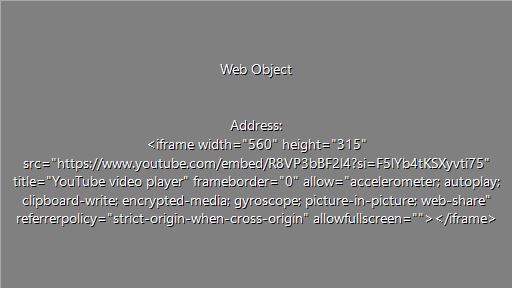 Web Object
Address:
<iframe width="560" height="315"
src="https://www.youtube.com/embed/R8VP3bBF2l4?si=F5lYb4tKSXyvti75"
title="YouTube video player" frameborder="0" allow="accelerometer; autoplay;
clipboard-write; encrypted-media; gyroscope; picture-in-picture; web-share"
referrerpolicy="strict-origin-when-cross-origin" allowfullscreen=""></iframe>